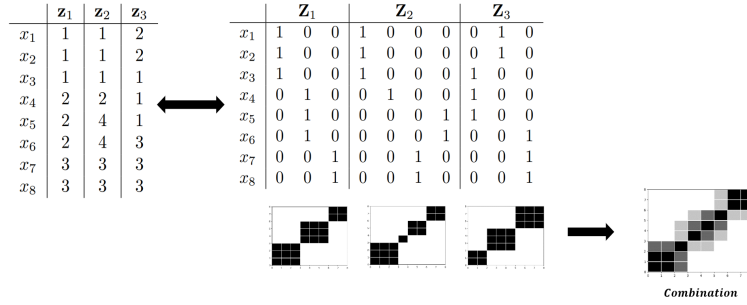 z₁ z₂ z₃
x₁ 1 1 2
x₂ 1 1 2
x₃ 1 1 1
x₄ 2 2 1
x₅ 2 4 1
x₆ 2 4 3
x₇ 3 3 3
x₈ 3 3 3
Z₁ Z₂ Z₃
x₁ 1 0 0 1 0 0 0 0 1 0
x₂ 1 0 0 1 0 0 0 0 1 0
x₃ 1 0 0 1 0 0 0 1 0 0
x₄ 0 1 0 0 1 0 0 1 0 0
x₅ 0 1 0 0 0 0 1 1 0 0
x₆ 0 1 0 0 0 0 1 0 0 1
x₇ 0 0 1 0 0 1 0 0 0 1
x₈ 0 0 1 0 0 1 0 0 0 1
Combination